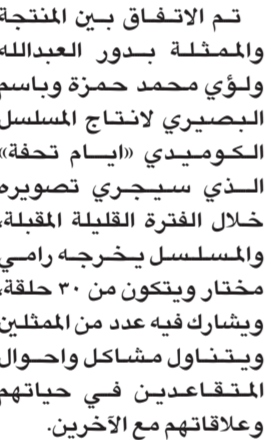 تم الاتفاق بين المنتجة
والممثلة بدور العبدالله
ولؤي محمد حمزة وباسم
البصيري لانتاج المسلسل
الكوميدي «ايام تحفة»
الذي سيجري تصويره
خلال الفترة القليلة المقبلة،
والمسلسل يخرجه رامي
مختار ويتكون من ٣٠ حلقة،
ويشارك فيه عدد من الممثلين
ويتناول مشاكل واحوال
المتقاعدين في حياتهم
وعلاقاتهم مع الآخرين.